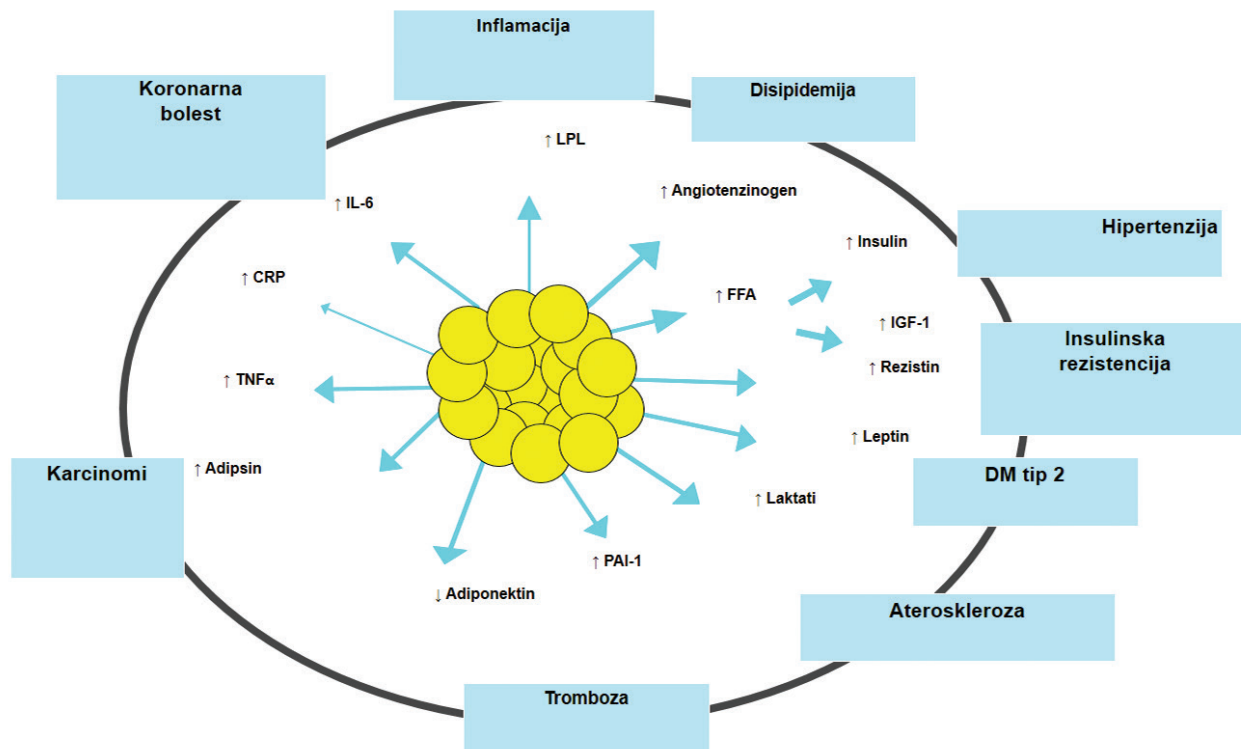 Inflamacija
Koronarna
bolest
Disipidemija
↑ LPL
↑ IL-6
↑ Angiotenzinogen
↑ Insulin
Hipertenzija
↑ CRP
↑ FFA
↑ IGF-1
Insulinska
rezistencija
↑ TNFα
↑ Rezistin
↑ Leptin
Karcinomi
↑ Adipsin
DM tip 2
↑ Laktati
↑ PAI-1
↓ Adiponektin
Ateroskleroza
Tromboza